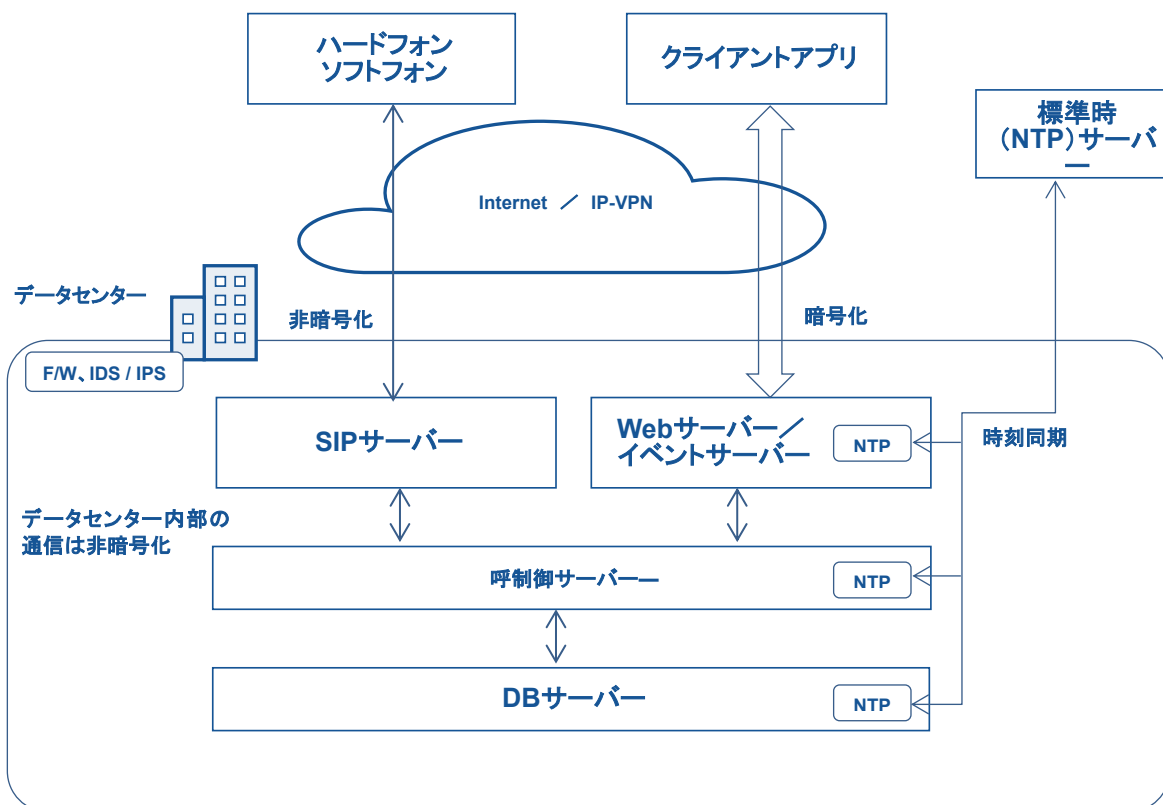 ハードフォン
ソフトフォン
クライアントアプリ
標準時
（NTP）サーバ
ー
Internet ／ IP-VPN
データセンター
非暗号化
暗号化
F/W、IDS / IPS
SIPサーバー
Webサーバー／
イベントサーバー
NTP
時刻同期
データセンター内部の
通信は非暗号化
呼制御サーバー
NTP
DBサーバー
NTP